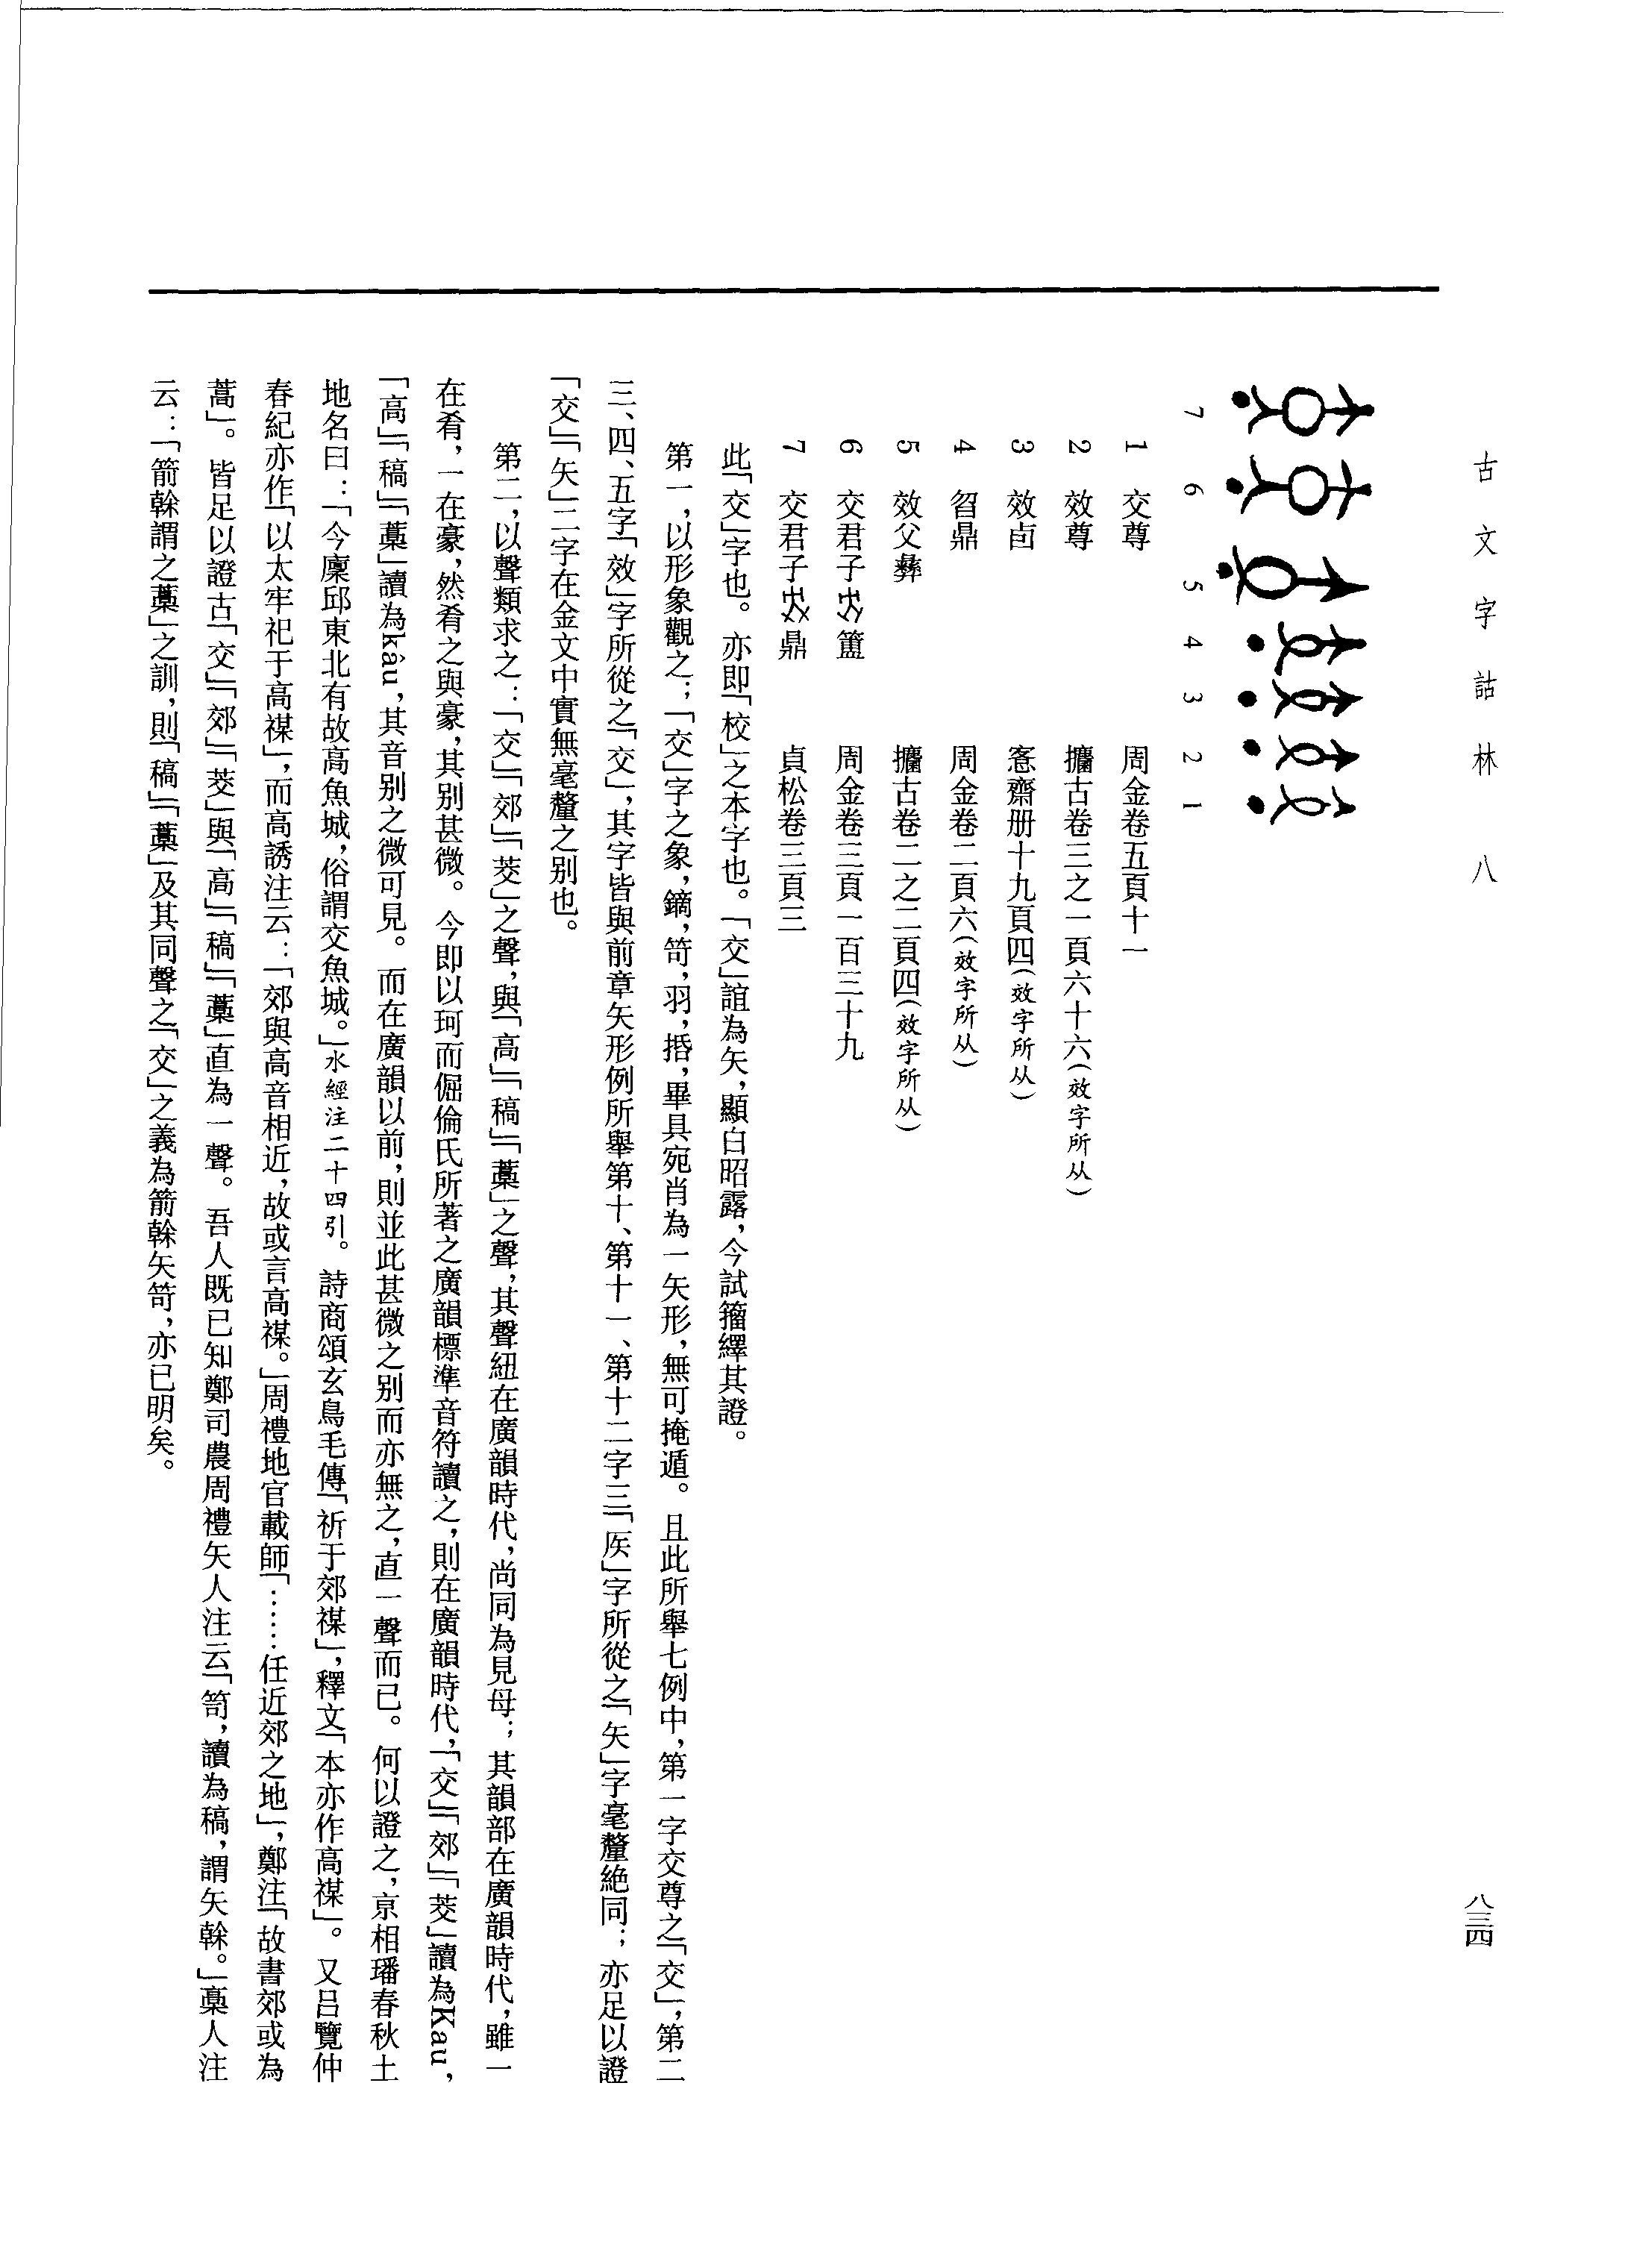 古文字詁林　八
八三四
7 6 5 4 3 2 1
1　交尊　周金卷五頁十一
2　效尊　攟古卷三之一頁六十六（效字所从）
3　效卣　愙齋册十九頁四（效字所从）
4　曶鼎　周金卷二頁六（效字所从）
5　效父彝　攟古卷二之二頁四（效字所从）
6　交君子簠　周金卷三頁一百三十九
7　交君子鼎　貞松卷三頁三
此「交」字也。亦即「校」之本字也。「交」誼為矢，顯白昭露，今試籀繹其證。
第一，以形象觀之；「交」字之象，鏑，笴，羽，捪，畢具宛肖為一矢形，無可掩遁。且此所舉七例中，第一字交尊之「交」，第二
三、四、五字「效」字所從之「交」，其字皆與前章矢形例所舉第十、第十一、第十二字三「医」字所從之「矢」字毫釐絶同；亦足以證
「交」「矢」二字在金文中實無毫釐之别也。
第二，以聲類求之：「交」「郊」「茭」之聲，與「高」「稿」「藁」之聲，其聲紐在廣韻時代，尚同為見母；其韻部在廣韻時代，雖一
在肴，一在豪，然肴之與豪，其别甚微。今即以珂而倔倫氏所著之廣韻標準音符讀之，則在廣韻時代，「交」「郊」「茭」讀為Kau，
「高」「稿」「藁」讀為kâu，其音别之微可見。而在廣韻以前，則並此甚微之别而亦無之，直一聲而已。何以證之，京相璠春秋土
地名曰：「今廩邱東北有故高魚城，俗謂交魚城。」水經注二十四引。詩商頌玄鳥毛傳「祈于郊禖」，釋文「本亦作高禖」。又吕覽仲
春紀亦作「以太牢祀于高禖」，而高誘注云：「郊與高音相近，故或言高禖。」周禮地官載師「……任近郊之地」，鄭注「故書郊或為
蒿」。皆足以證古「交」「郊」「茭」與「高」「稿」「藁」直為一聲。吾人既已知鄭司農周禮矢人注云「笴，讀為稿，謂矢榦。」槀人注
云：「箭榦謂之藁」之訓，則「稿」「藁」及其同聲之「交」之義為箭榦矢笴，亦已明矣。